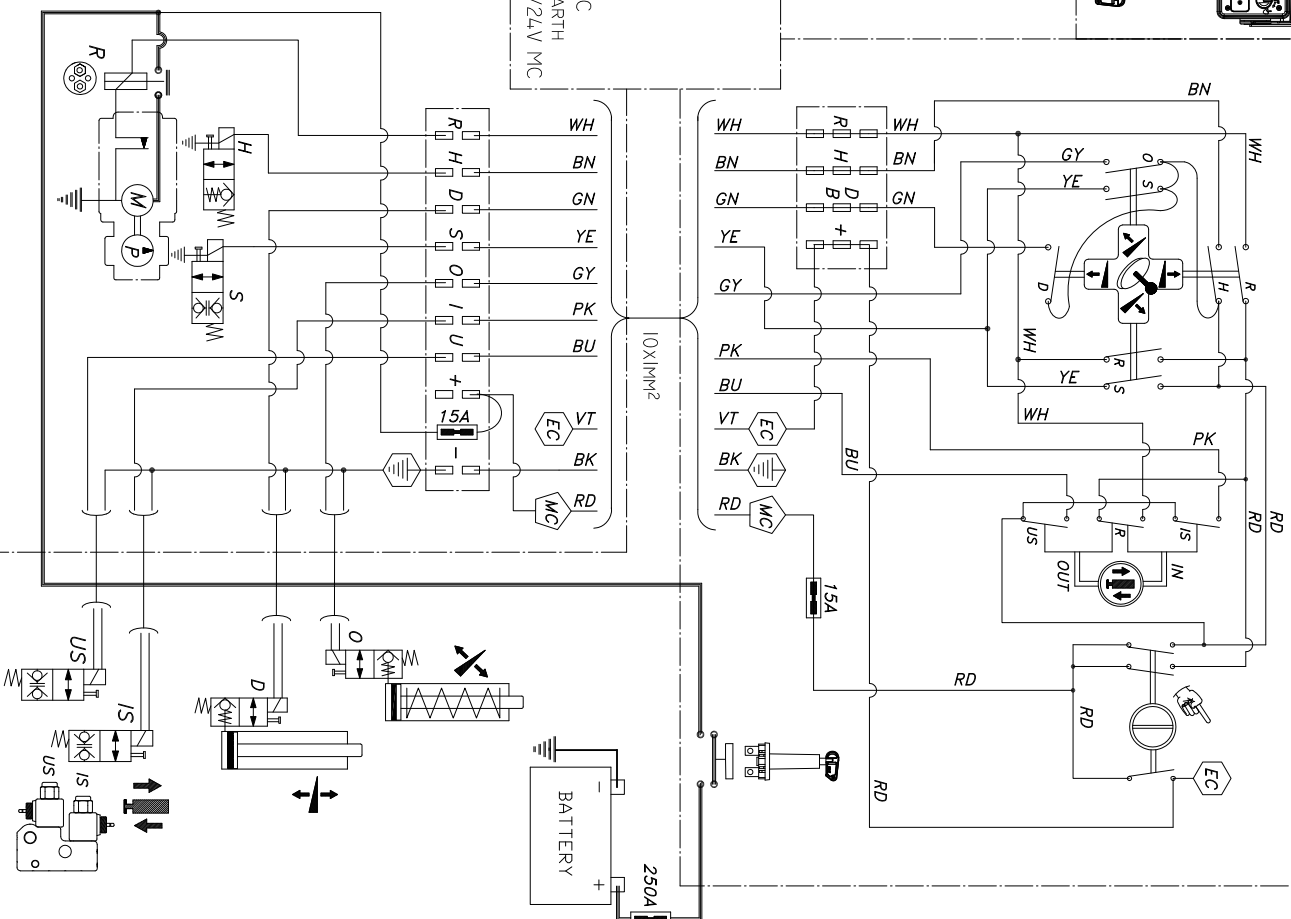 C
ARTH
/24V MC
R
H
S
M
P
R
H
D
S
O
I
U
+
15A
-
WH
BN
GN
YE
GY
PK
BU
EC VT
BK
MC RD
10x1MM²
WH
BN
GN
YE
GY
PK
BU
VT EC
BK
RD MC
R
H
D
B
+
WH
BN
GN
BN
WH
GY
YE
O
S
D
H
R
WH
R
YE
S
WH
PK
BU
RD
RD
US
R
IS
OUT
IN
15A
RD
RD
EC
RD
US
IS
D
O
US
IS
BATTERY
-
+
250A